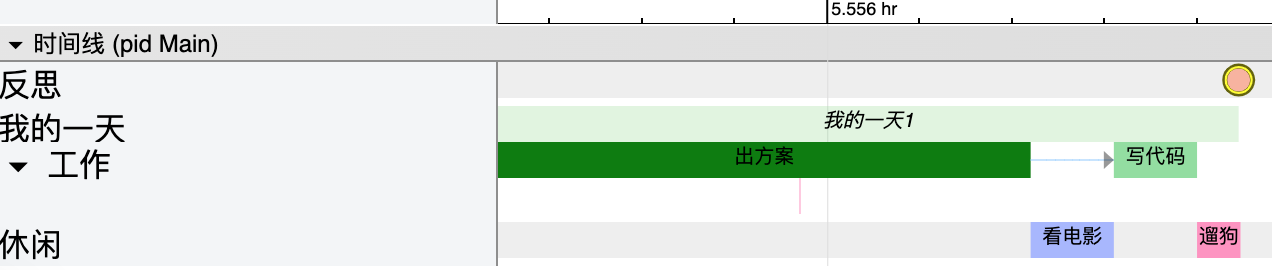 5.556 hr
时间线 (pid Main)
反思
我的一天
我的一天1
工作
出方案
写代码
休闲
看电影
遛狗